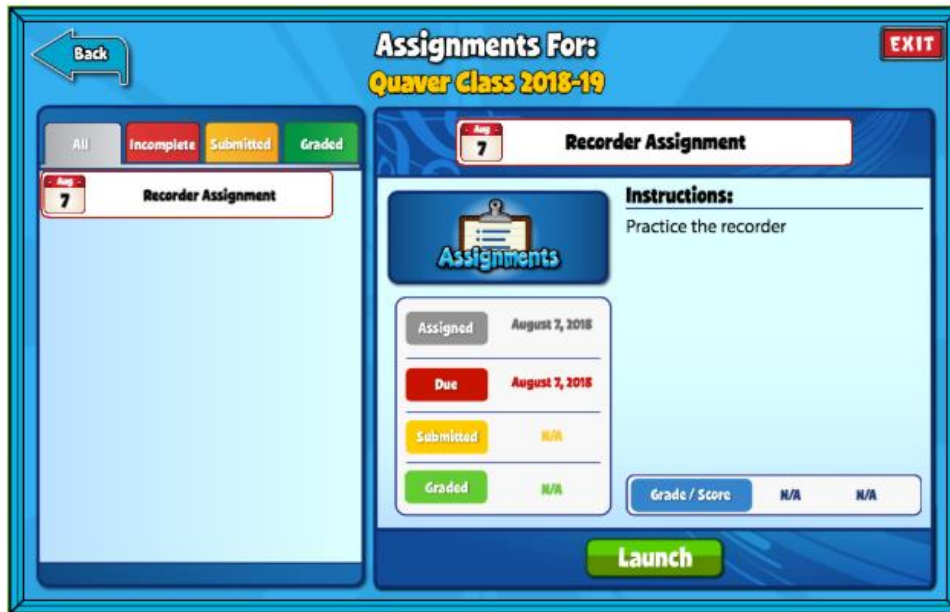 Back
Assignments For:
Quaver Class 2018-19
EXIT
All
Incomplete
Submitted
Graded
Aug
7
Recorder Assignment
Aug
7
Recorder Assignment
Assignments
Instructions:
Practice the recorder
Assigned August 7, 2018
Due August 7, 2018
Submitted N/A
Graded N/A
Grade / Score N/A N/A
Launch